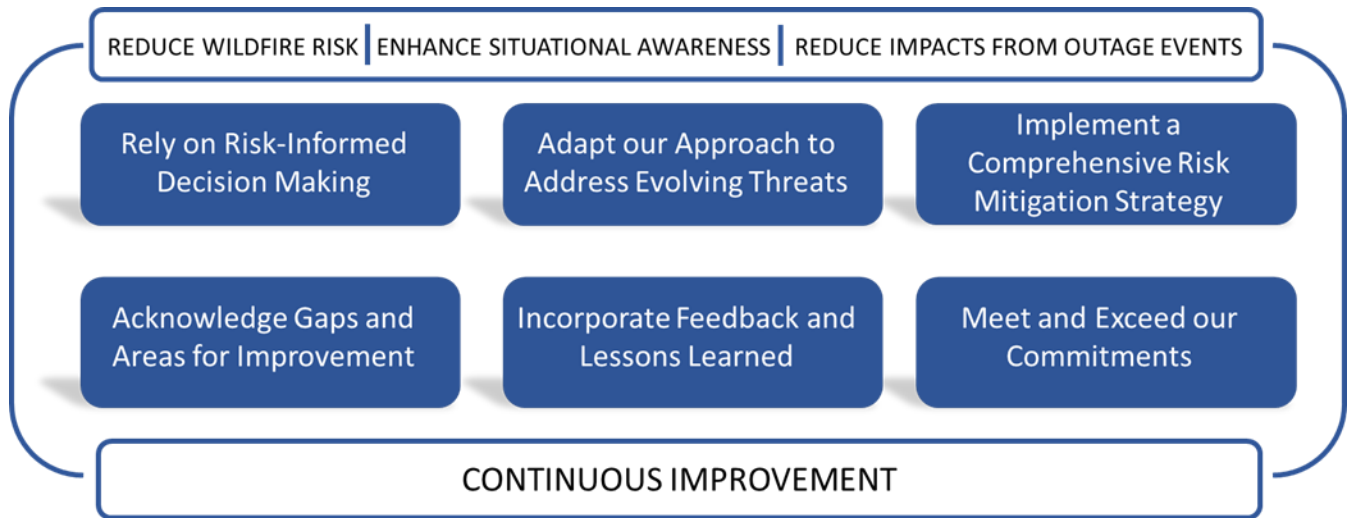 REDUCE WILDFIRE RISK | ENHANCE SITUATIONAL AWARENESS | REDUCE IMPACTS FROM OUTAGE EVENTS
Rely on Risk-Informed
Decision Making
Adapt our Approach to
Address Evolving Threats
Implement a
Comprehensive Risk
Mitigation Strategy
Acknowledge Gaps and
Areas for Improvement
Incorporate Feedback and
Lessons Learned
Meet and Exceed our
Commitments
CONTINUOUS IMPROVEMENT